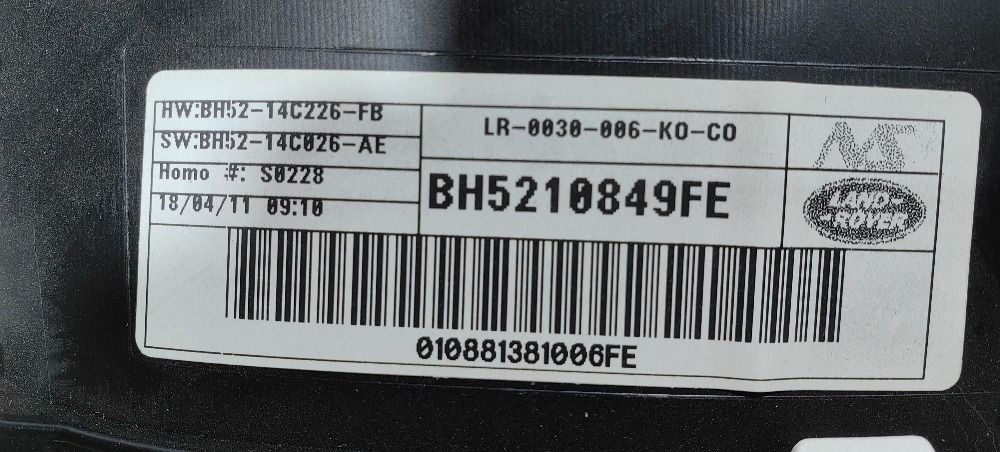 HW:BH52-14C226-FB
SW:BH52-14C026-AE
Homo #: S0228
18/04/11 09:10
LR-0030-006-KO-CO
BH5210849FE
LAND-
ROVER
010881381006FE